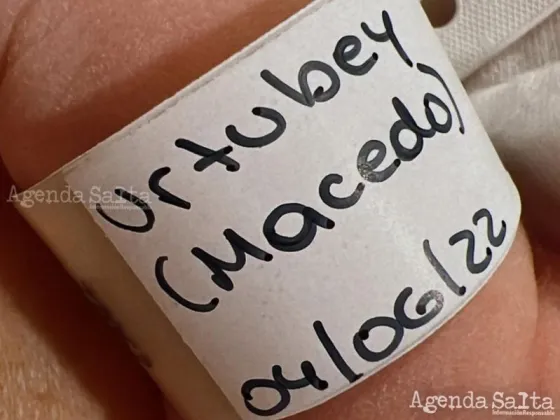 Urtubey
(Macedo)
04/06/22
Agenda Salta
Agenda Salta